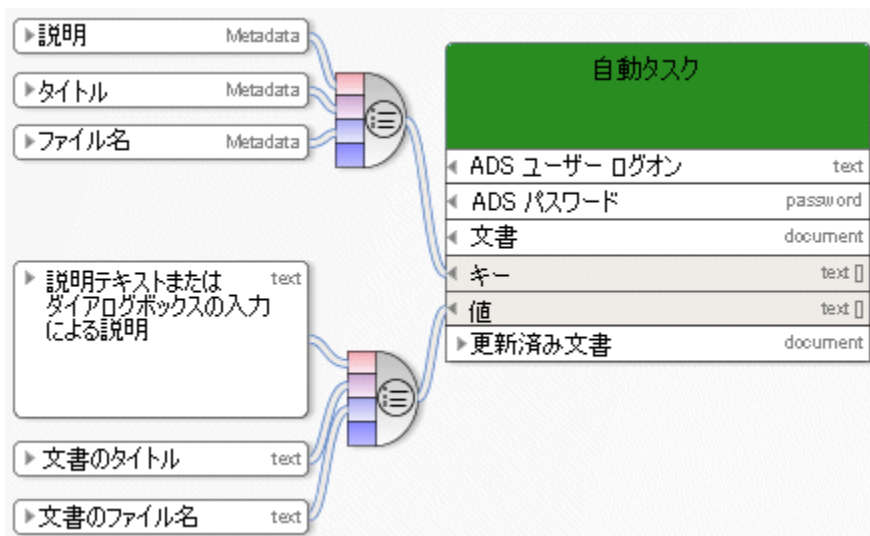 説明 Metadata
タイトル Metadata
ファイル名 Metadata
自動タスク
ADS ユーザー ログオン text
ADS パスワード password
文書 document
キー text []
値 text []
更新済み文書 document
説明テキストまたは text
ダイアログボックスの入力
による説明
文書のタイトル text
文書のファイル名 text